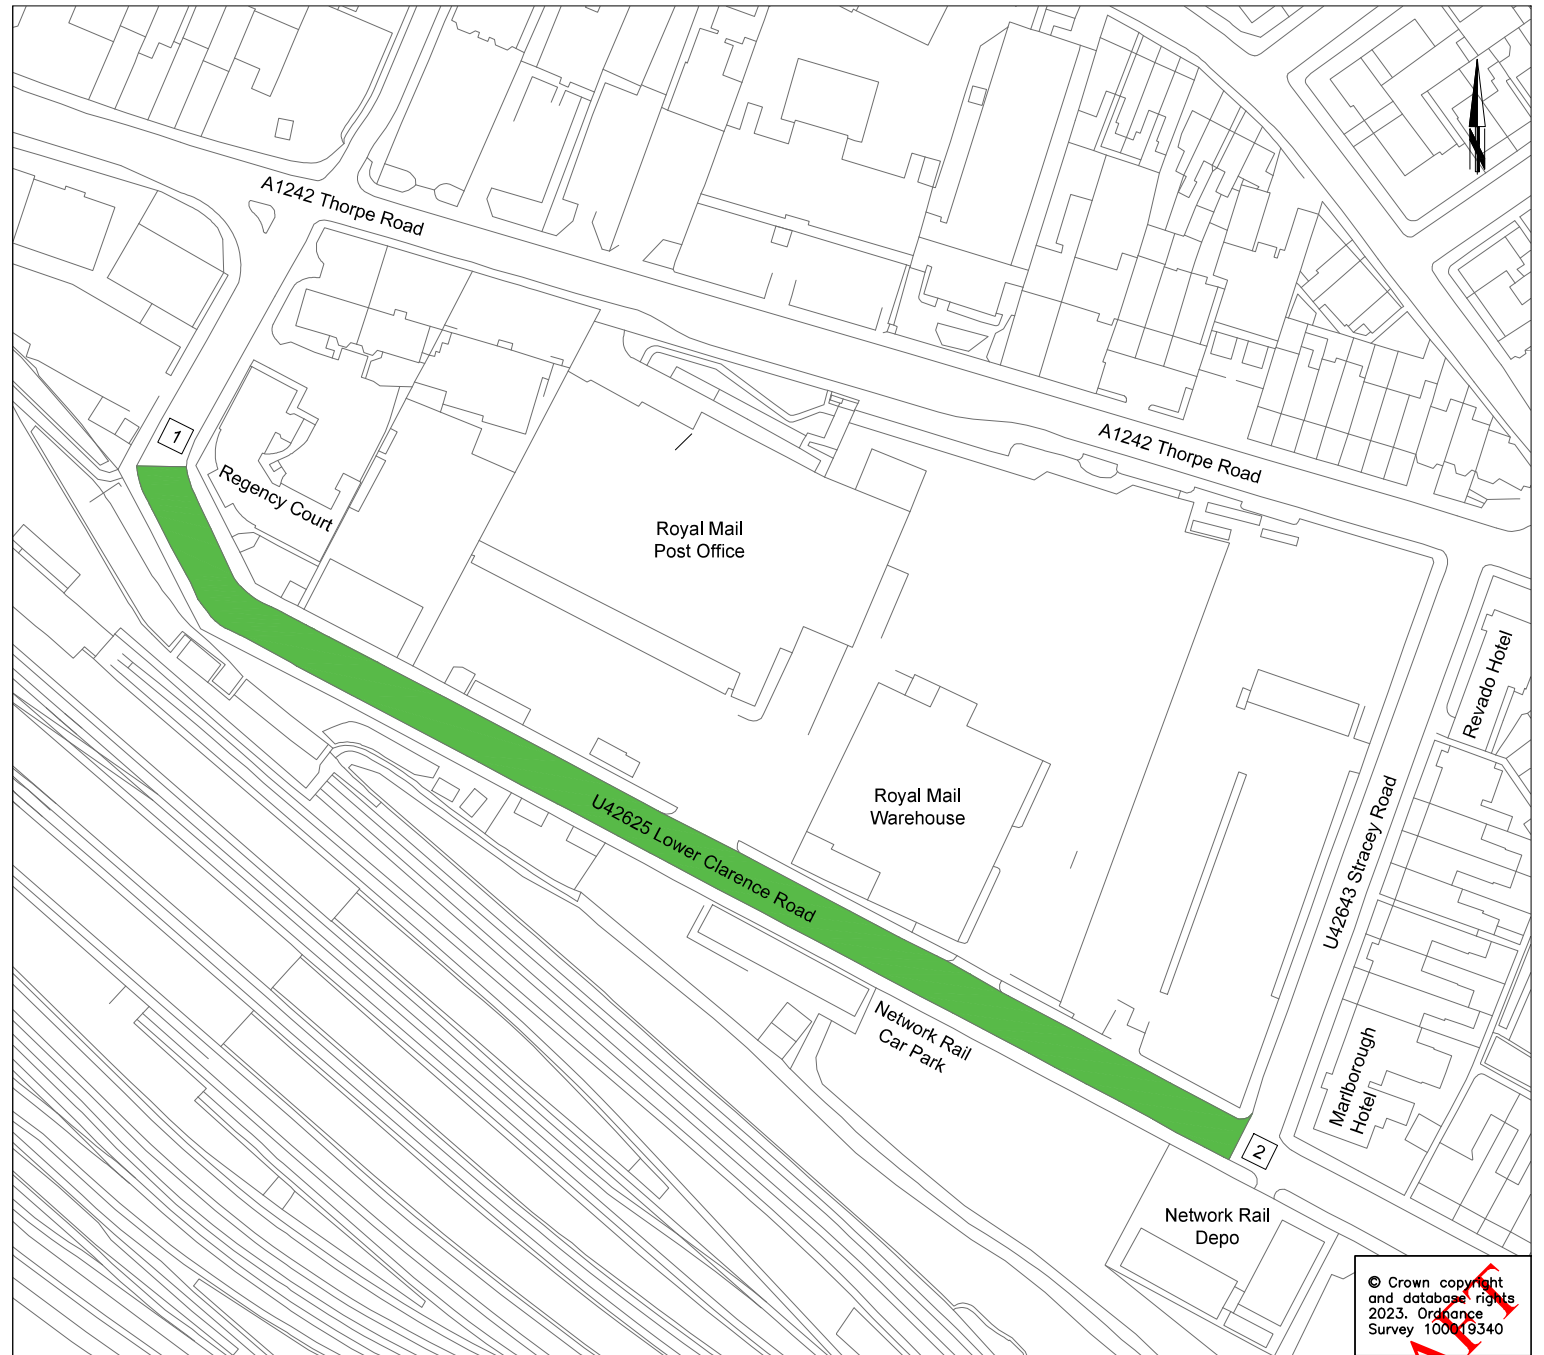 A1242 Thorpe Road
1
Regency Court
Royal Mail
Post Office
A1242 Thorpe Road
Revado Hotel
U42643 Stracey Road
Royal Mail
Warehouse
U42625 Lower Clarence Road
Network Rail
Car Park
Marlborough
Hotel
2
Network Rail
Depo
N
© Crown copyright
and database rights
2023. Ordnance
Survey 100019340